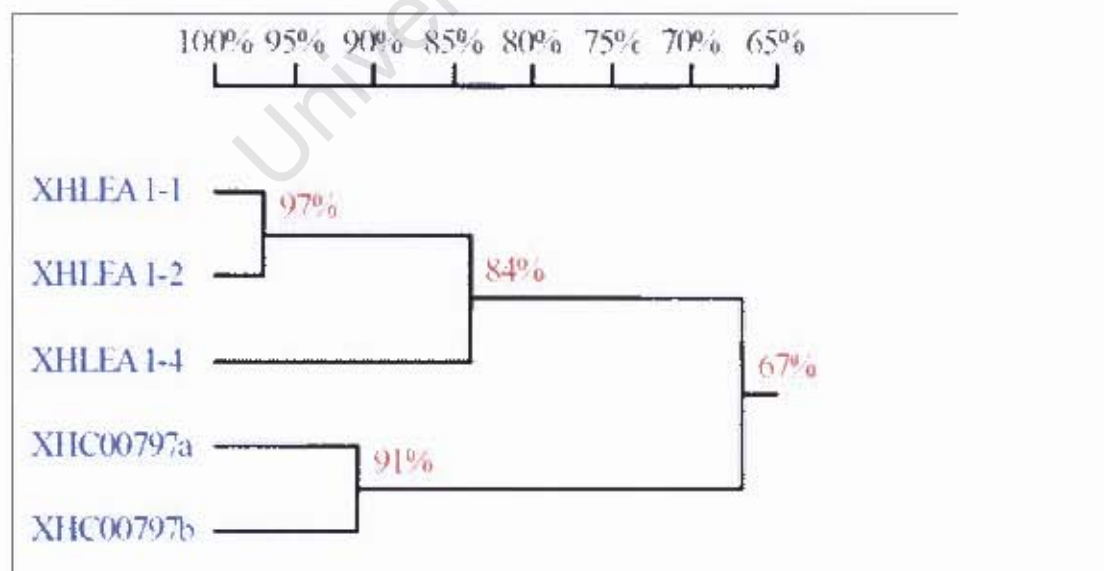 100% 95% 90% 85% 80% 75% 70% 65%
XHLEA 1-1
97%
XHLEA 1-2
84%
XHLEA 1-4
67%
XHC00797a
91%
XHC00797b
Univer